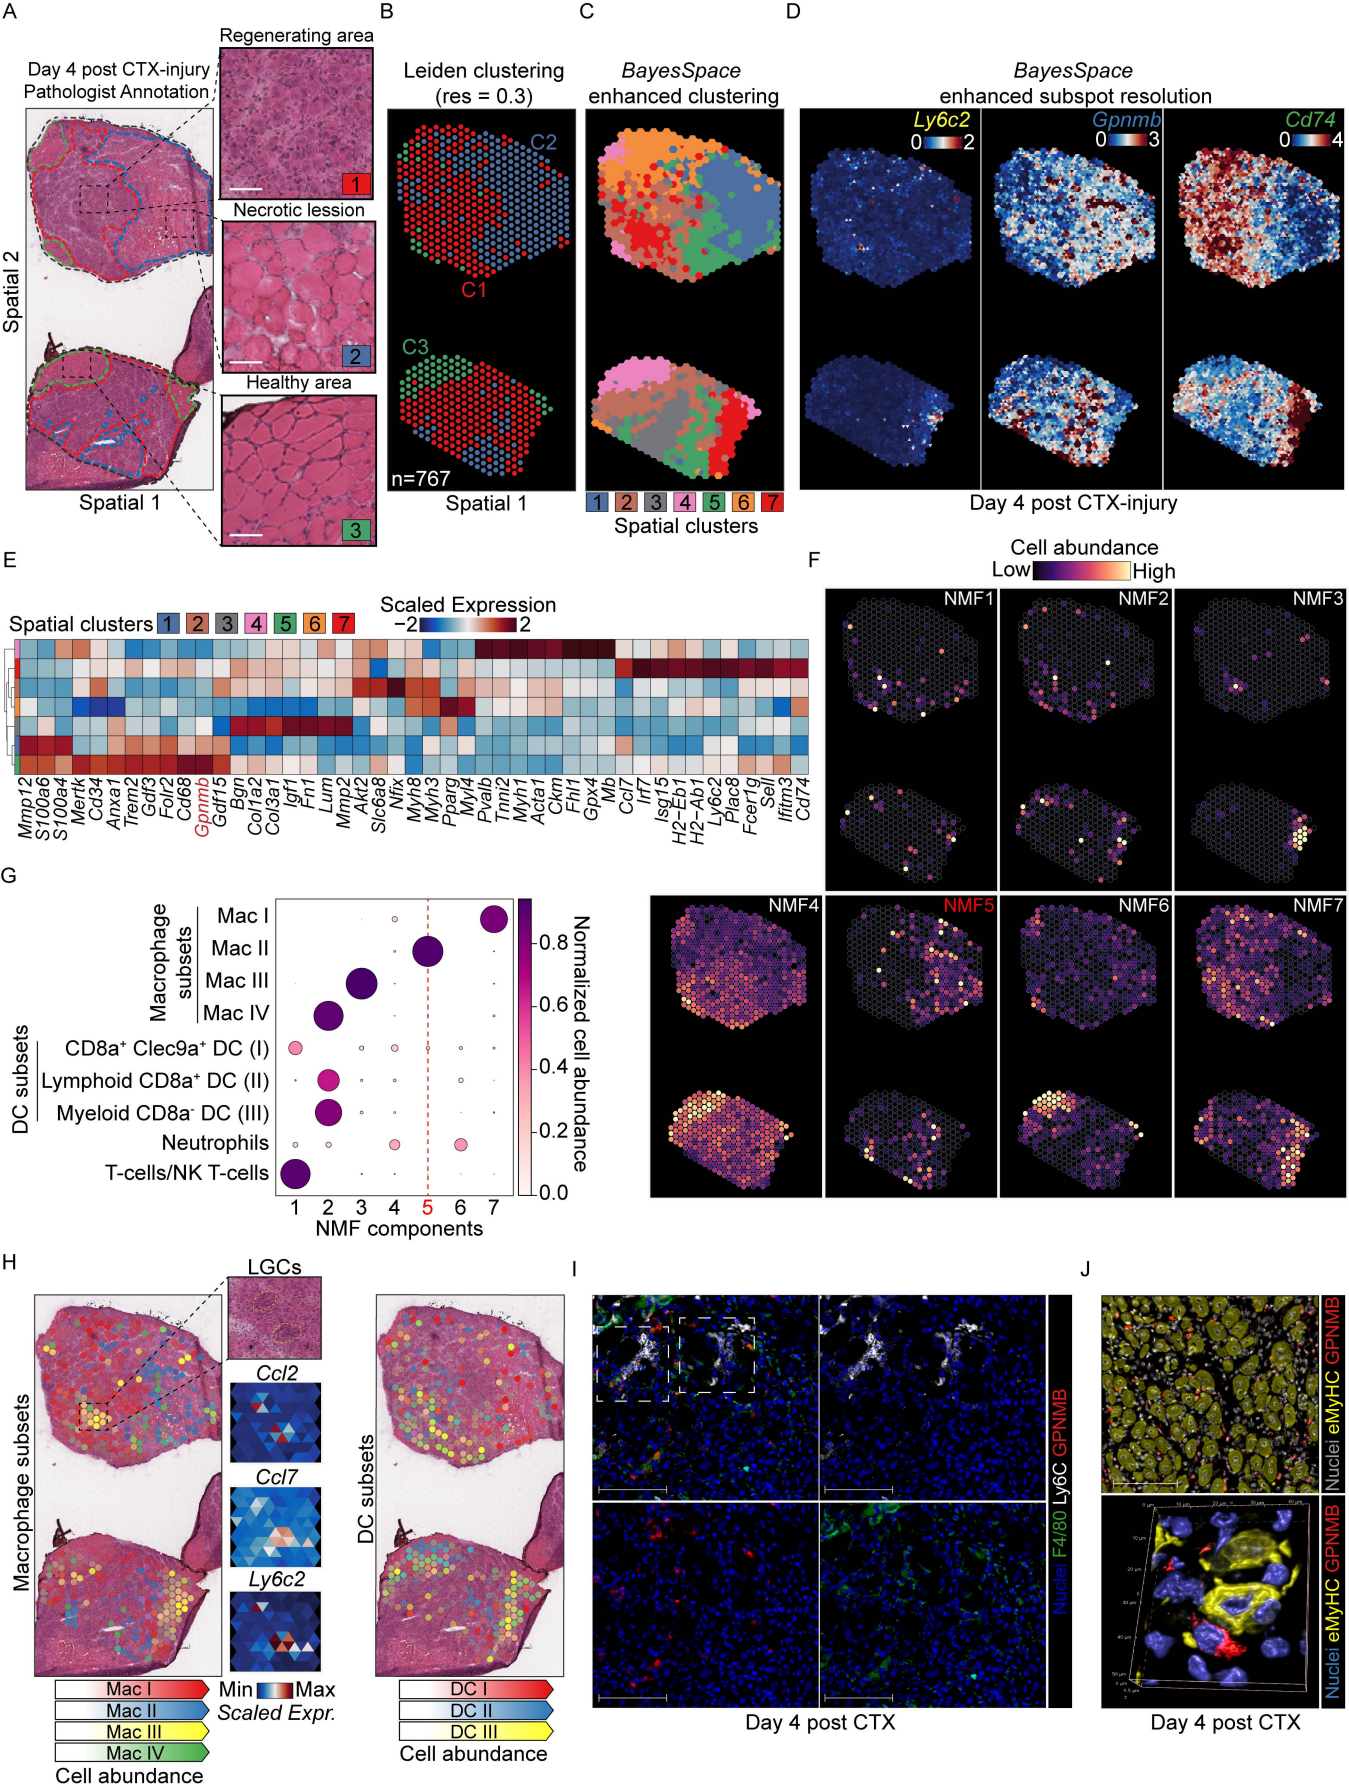 A
Day 4 post CTX-injury
Pathologist Annotation
Regenerating area
1
Necrotic lession
2
Healthy area
3
Spatial 2
Spatial 1
B
Leiden clustering
(res = 0.3)
C2
C1
C3
n=767
Spatial 1
C
BayesSpace
enhanced clustering
1 2 3 4 5 6 7
Spatial clusters
D
BayesSpace
enhanced subspot resolution
Ly6c2
0 2
Gpnmb
0 3
Cd74
0 4
Day 4 post CTX-injury
E
Spatial clusters 1 2 3 4 5 6 7
Scaled Expression
−2 2
Mmp12
S100a6
S100a4
Mertk
Cd34
Anxa1
Trem2
Gdf3
Folr2
Cd68
Gpnmb
Gdf15
Bgn
Col1a2
Col3a1
Igf1
Fn1
Lum
Mmp2
Akt2
Slc6a8
Nfix
Myh8
Myh3
Pparg
Myl4
Pvalb
Tnni2
Myh1
Acta1
Ckm
Fhl1
Gpx4
Mb
Ccl7
Irf7
Isg15
H2−Eb1
H2−Ab1
Ly6c2
Plac8
Fcer1g
Sell
Ifitm3
Cd74
F
Cell abundance
Low High
NMF1
NMF2
NMF3
NMF4
NMF5
NMF6
NMF7
G
Macrophage
subsets
Mac I
Mac II
Mac III
Mac IV
DC subsets
CD8a+ Clec9a+ DC (I)
Lymphoid CD8a+ DC (II)
Myeloid CD8a- DC (III)
Neutrophils
T-cells/NK T-cells
1 2 3 4 5 6 7
NMF components
0.8
0.6
0.4
0.2
0.0
Normalized cell abundance
H
Macrophage subsets
LGCs
Ccl2
Ccl7
Ly6c2
Min Max
Scaled Expr.
Mac I
Mac II
Mac III
Mac IV
Cell abundance
DC subsets
DC I
DC II
DC III
Cell abundance
I
Nuclei F4/80 Ly6C GPNMB
Day 4 post CTX
J
Nuclei eMyHC GPNMB
Nuclei eMyHC GPNMB
Day 4 post CTX